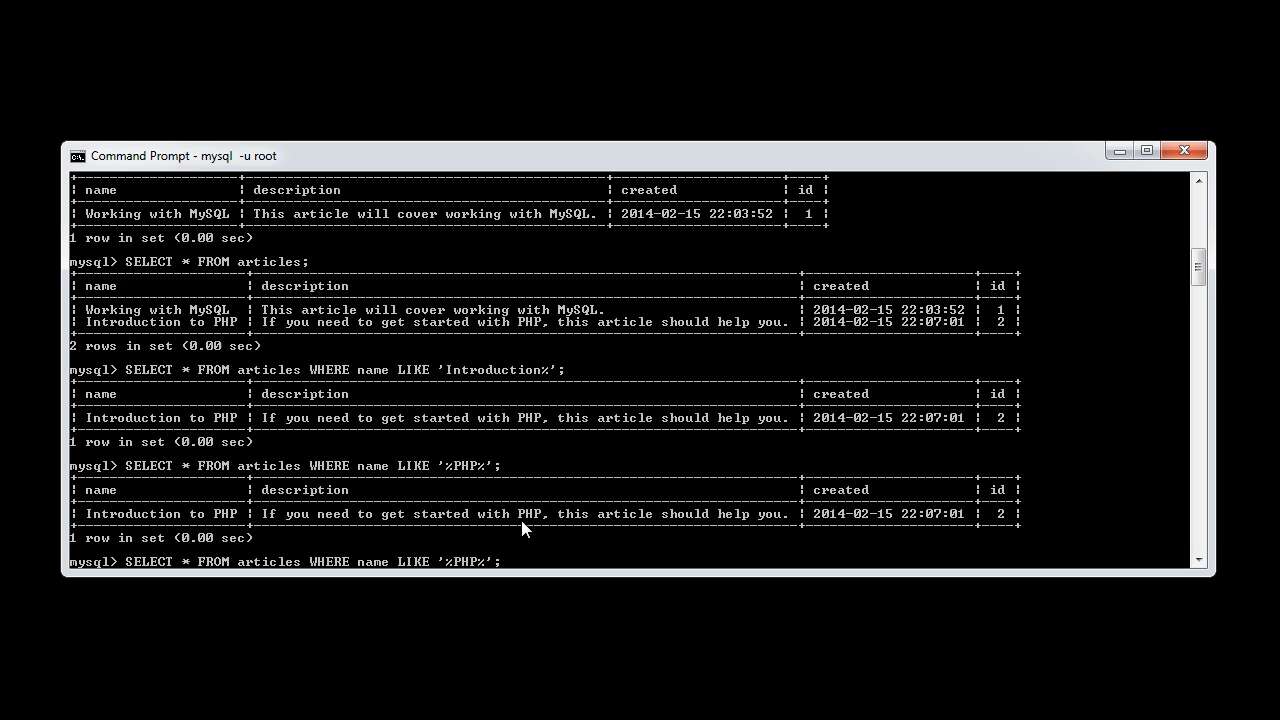 Command Prompt - mysql  -u root
+---------------------+---------------------------------------------+---------------------+----+
¦ name ¦ description ¦ created ¦ id ¦
¦ Working with MySQL ¦ This article will cover working with MySQL. ¦ 2014-02-15 22:03:52 ¦ 1 ¦
1 row in set (0.00 sec)
mysql> SELECT * FROM articles;
¦ name ¦ description ¦ created ¦ id ¦
¦ Working with MySQL ¦ This article will cover working with MySQL. ¦ 2014-02-15 22:03:52 ¦ 1 ¦
¦ Introduction to PHP ¦ If you need to get started with PHP, this article should help you. ¦ 2014-02-15 22:07:01 ¦ 2 ¦
2 rows in set (0.00 sec)
mysql> SELECT * FROM articles WHERE name LIKE 'Introduction%';
¦ name ¦ description ¦ created ¦ id ¦
¦ Introduction to PHP ¦ If you need to get started with PHP, this article should help you. ¦ 2014-02-15 22:07:01 ¦ 2 ¦
1 row in set (0.00 sec)
mysql> SELECT * FROM articles WHERE name LIKE '%PHP%';
¦ name ¦ description ¦ created ¦ id ¦
¦ Introduction to PHP ¦ If you need to get started with PHP, this article should help you. ¦ 2014-02-15 22:07:01 ¦ 2 ¦
1 row in set (0.00 sec)
mysql> SELECT * FROM articles WHERE name LIKE '%PHP%';